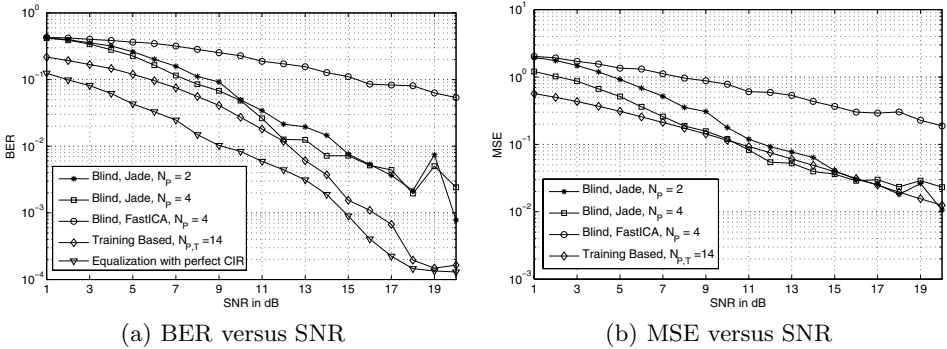 10^0
10^-1
10^-2
10^-3
10^-4
BER
1 3 5 7 9 11 13 15 17 19
SNR in dB
Blind, Jade, N_P = 2
Blind, Jade, N_P = 4
Blind, FastICA, N_P = 4
Training Based, N_P,T =14
Equalization with perfect CIR
(a) BER versus SNR
10^1
10^0
10^-1
10^-2
10^-3
MSE
1 3 5 7 9 11 13 15 17 19
SNR in dB
Blind, Jade, N_P = 2
Blind, Jade, N_P = 4
Blind, FastICA, N_P = 4
Training Based, N_P,T =14
(b) MSE versus SNR